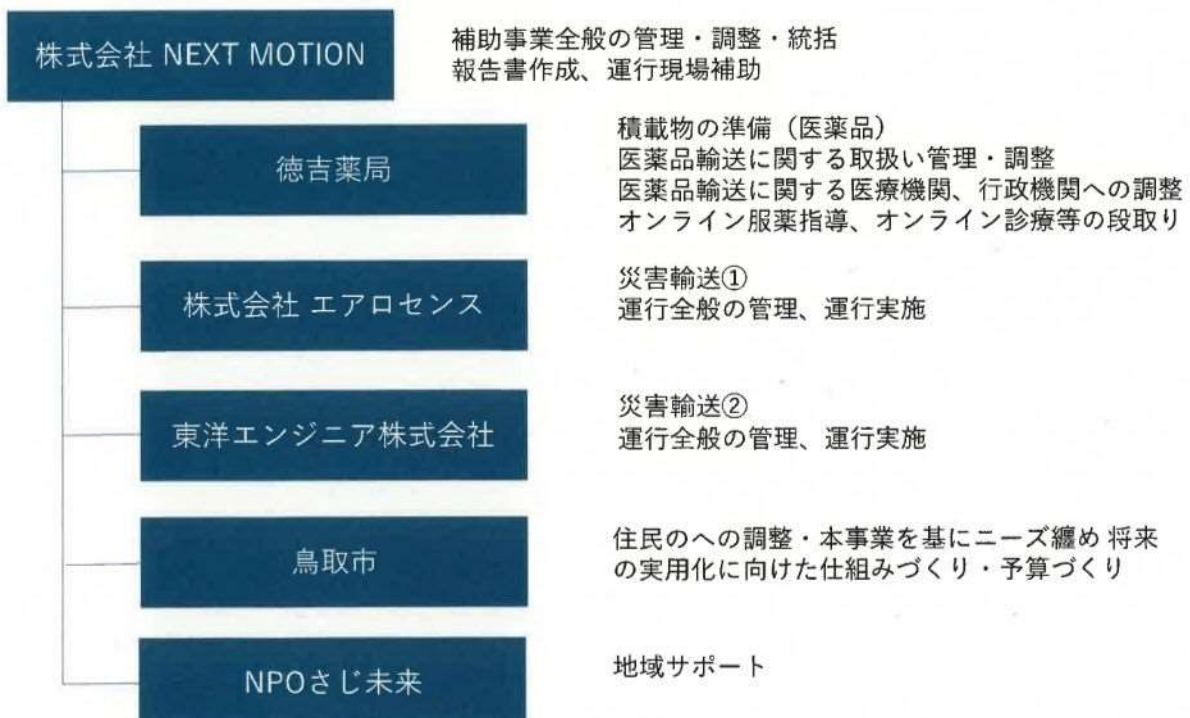 株式会社 NEXT MOTION
補助事業全般の管理・調整・統括
報告書作成、運行現場補助
徳吉薬局
積載物の準備（医薬品）
医薬品輸送に関する取扱い管理・調整
医薬品輸送に関する医療機関、行政機関への調整
オンライン服薬指導、オンライン診療等の段取り
株式会社 エアロセンス
災害輸送①
運行全般の管理、運行実施
東洋エンジニア株式会社
災害輸送②
運行全般の管理、運行実施
鳥取市
住民のへの調整・本事業を基にニーズ纏め 将来
の実用化に向けた仕組みづくり・予算づくり
NPOさじ未来
地域サポート